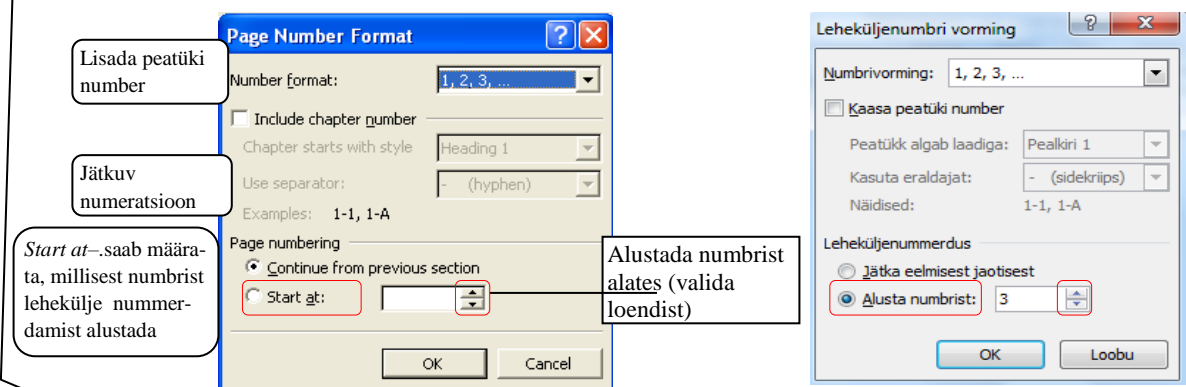 Lisada peatüki
number
Jätkuv
numeratsioon
Start at–.saab määra-
ta, millisest numbrist
lehekülje nummer-
damist alustada
Page Number Format
Number format: 1, 2, 3, ...
Include chapter number
Chapter starts with style Heading 1
Use separator: - (hyphen)
Examples: 1-1, 1-A
Page numbering
Continue from previous section
Start at:
OK Cancel
Alustada numbrist
alates (valida
loendist)
Leheküljenumbri vorming
Numbrivorming: 1, 2, 3, ...
Kaasa peatüki number
Peatükk algab laadiga: Pealkiri 1
Kasuta eraldajat: - (sidekriips)
Näidised: 1-1, 1-A
Leheküljenummerdus
Jätka eelmisest jaotisest
Alusta numbrist: 3
OK Loobu